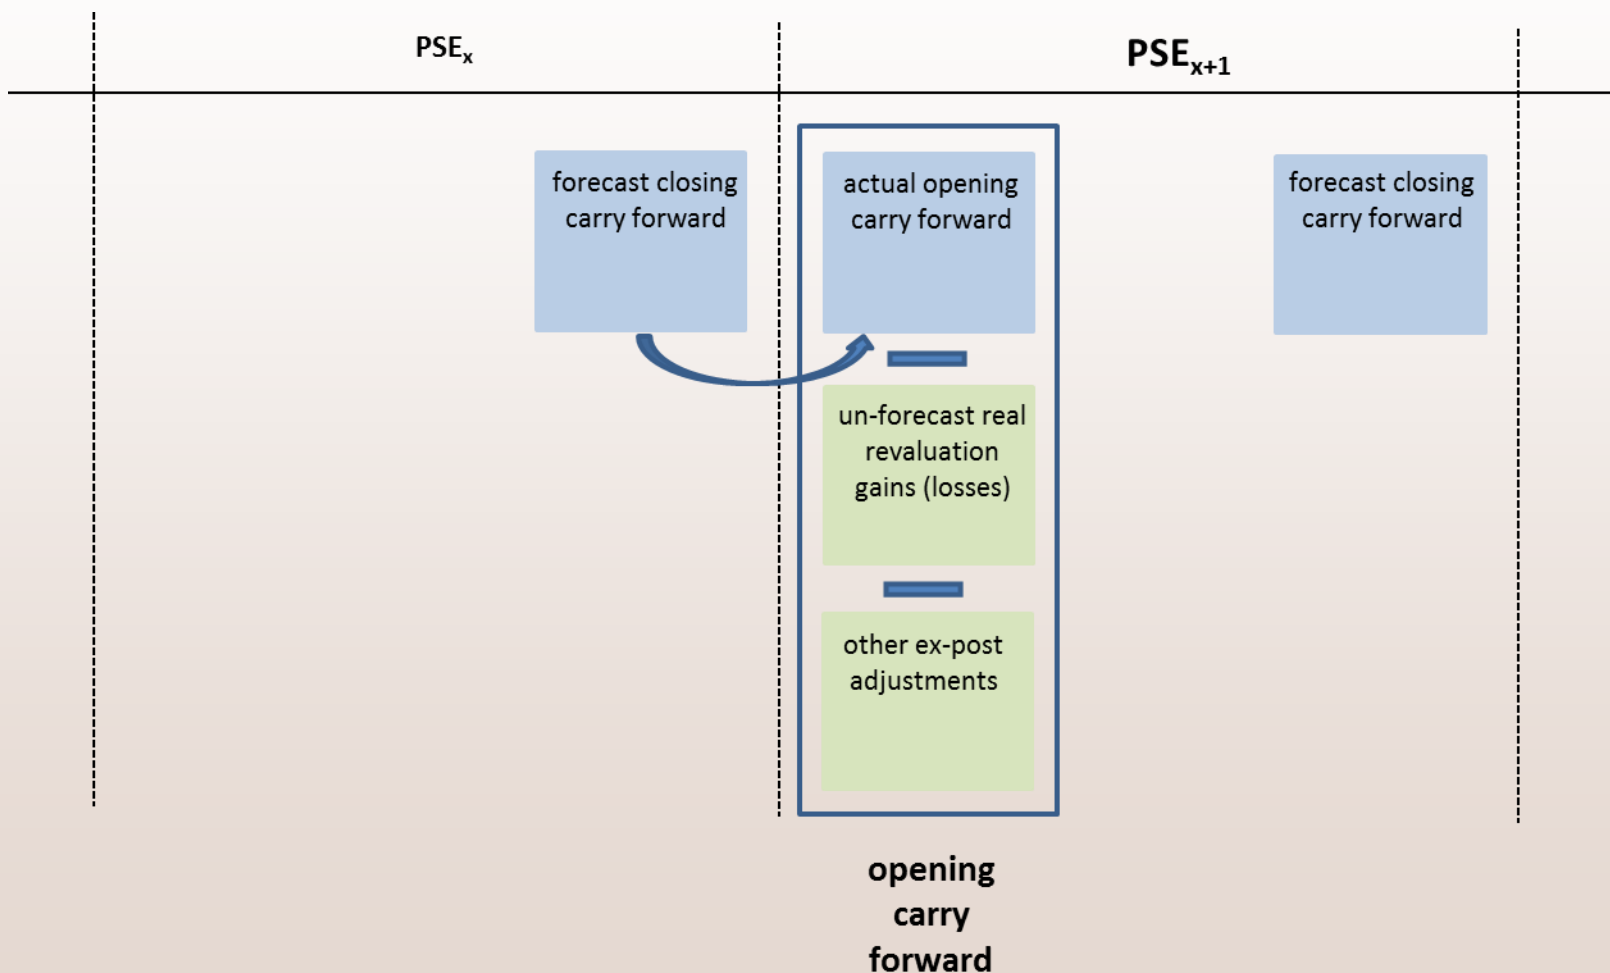 PSEx
PSEx+1
forecast closing
carry forward
actual opening
carry forward
forecast closing
carry forward
un-forecast real
revaluation
gains (losses)
other ex-post
adjustments
opening
carry
forward